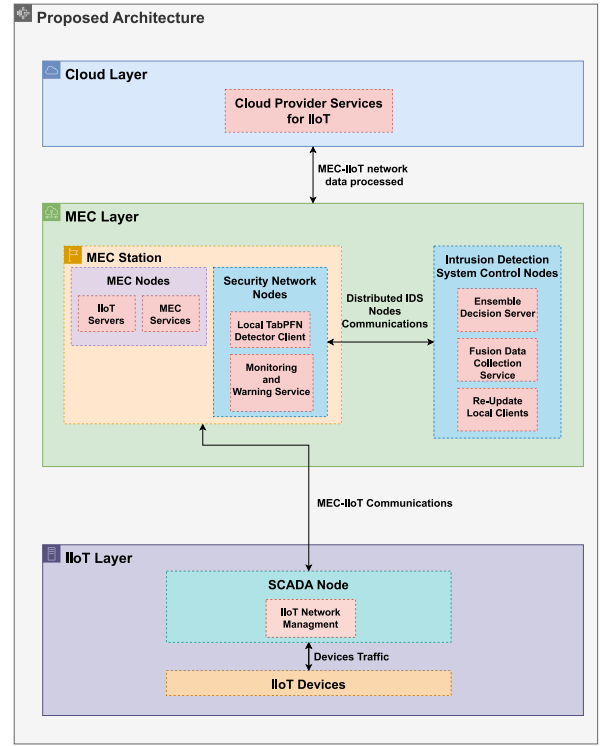 Proposed Architecture
Cloud Layer
Cloud Provider Services
for IIoT
MEC-IIoT network
data processed
MEC Layer
MEC Station
MEC Nodes
IIoT
Servers
MEC
Services
Security Network
Nodes
Local TabPFN
Detector Client
Monitoring
and
Warning Service
Distributed IDS
Nodes
Communications
Intrusion Detection
System Control Nodes
Ensemble
Decision Server
Fusion Data
Collection
Service
Re-Update
Local Clients
MEC-IIoT Communications
IIoT Layer
SCADA Node
IIoT Network
Managment
Devices Traffic
IIoT Devices